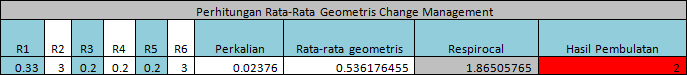 Perhitungan Rata-Rata Geometris Change Management
R1 R2 R3 R4 R5 R6 Perkalian Rata-rata geometris Respirocal Hasil Pembulatan
0.33 3 0.2 0.2 0.2 3 0.02376 0.536176455 1.86505765 2